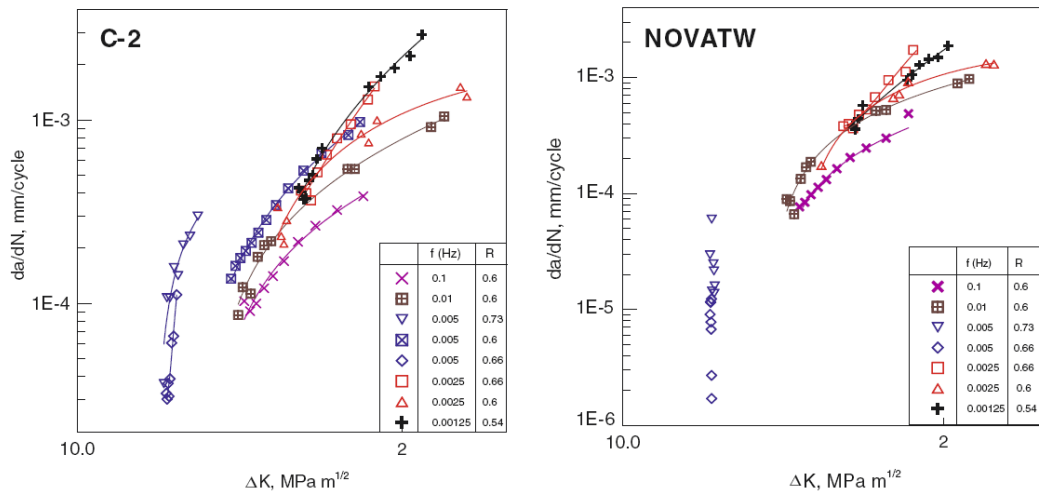 C-2
da/dN, mm/cycle
1E-3
1E-4
10.0
2
ΔK, MPa m^1/2
f (Hz) R
0.1 0.6
0.01 0.6
0.005 0.73
0.005 0.6
0.005 0.66
0.0025 0.66
0.0025 0.6
0.00125 0.54
NOVATW
da/dN, mm/cycle
1E-3
1E-4
1E-5
1E-6
10.0
2
ΔK, MPa m^1/2
f (Hz) R
0.1 0.6
0.01 0.6
0.005 0.73
0.005 0.66
0.0025 0.66
0.0025 0.6
0.00125 0.54